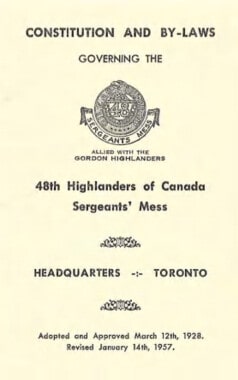 CONSTITUTION AND BY-LAWS
GOVERNING THE
SERGEANTS MESS
ALLIED WITH THE
GORDON HIGHLANDERS
48th Highlanders of Canada
Sergeants' Mess
HEADQUARTERS -:- TORONTO
Adopted and Approved March 12th, 1928.
Revised January 14th, 1957.